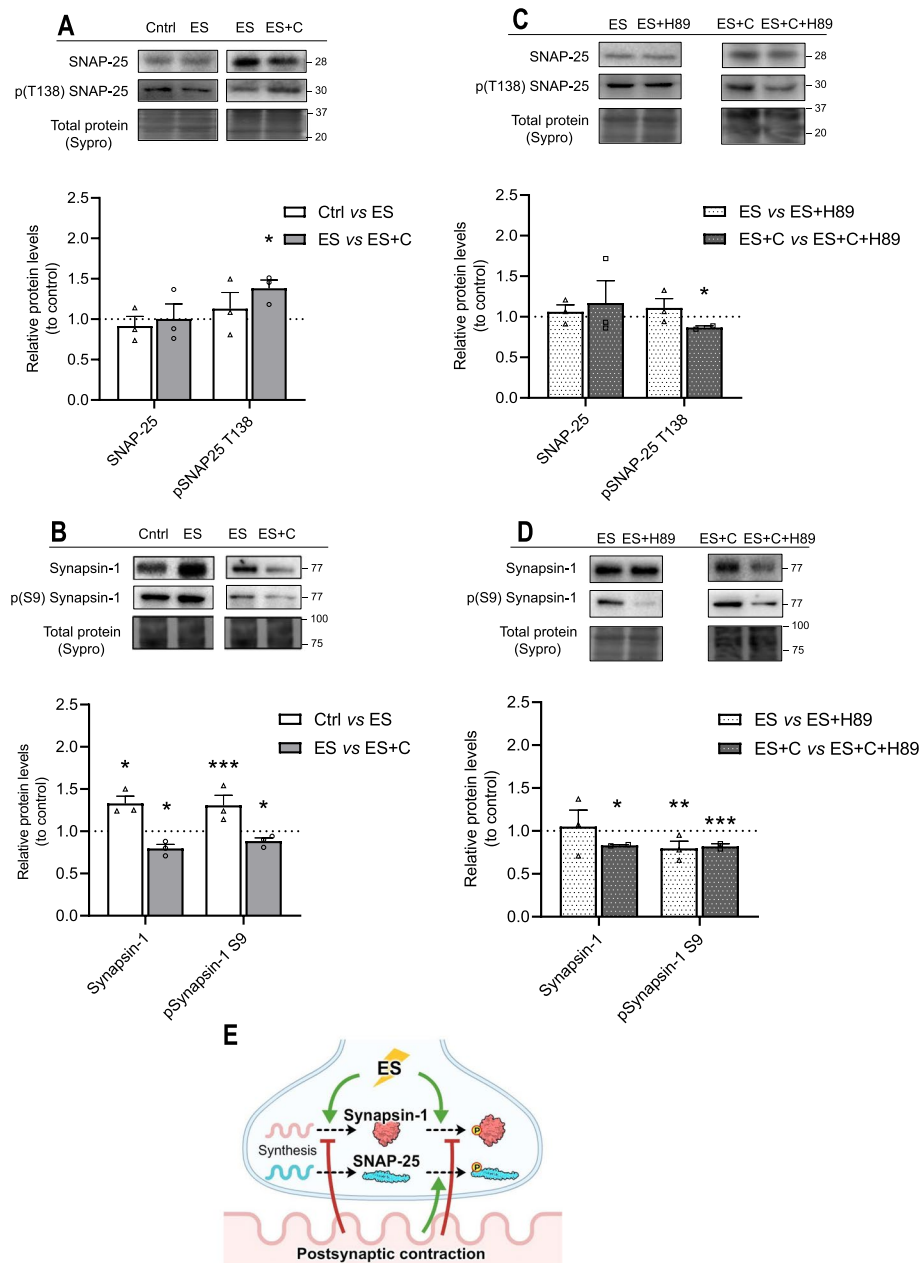 A
Cntrl ES ES ES+C
SNAP-25 28
p(T138) SNAP-25 30
Total protein 37
(Sypro) 20
Relative protein levels
(to control)
2.5
2.0
1.5
1.0
0.5
0.0
Ctrl vs ES
ES vs ES+C
*
SNAP-25
pSNAP25 T138
C
ES ES+H89 ES+C ES+C+H89
SNAP-25 28
p(T138) SNAP-25 30
Total protein 37
(Sypro) 20
Relative protein levels
(to control)
2.5
2.0
1.5
1.0
0.5
0.0
ES vs ES+H89
ES+C vs ES+C+H89
*
SNAP-25
pSNAP-25 T138
B
Cntrl ES ES ES+C
Synapsin-1 77
p(S9) Synapsin-1 77
Total protein 100
(Sypro) 75
Relative protein levels
(to control)
2.5
2.0
1.5
1.0
0.5
0.0
Ctrl vs ES
ES vs ES+C
* * *** *
Synapsin-1
pSynapsin-1 S9
D
ES ES+H89 ES+C ES+C+H89
Synapsin-1 77
p(S9) Synapsin-1 77
Total protein 100
(Sypro) 75
Relative protein levels
(to control)
2.5
2.0
1.5
1.0
0.5
0.0
ES vs ES+H89
ES+C vs ES+C+H89
* ** ***
Synapsin-1
pSynapsin-1 S9
E
ES
Synapsin-1
P
Synthesis
SNAP-25
P
Postsynaptic contraction